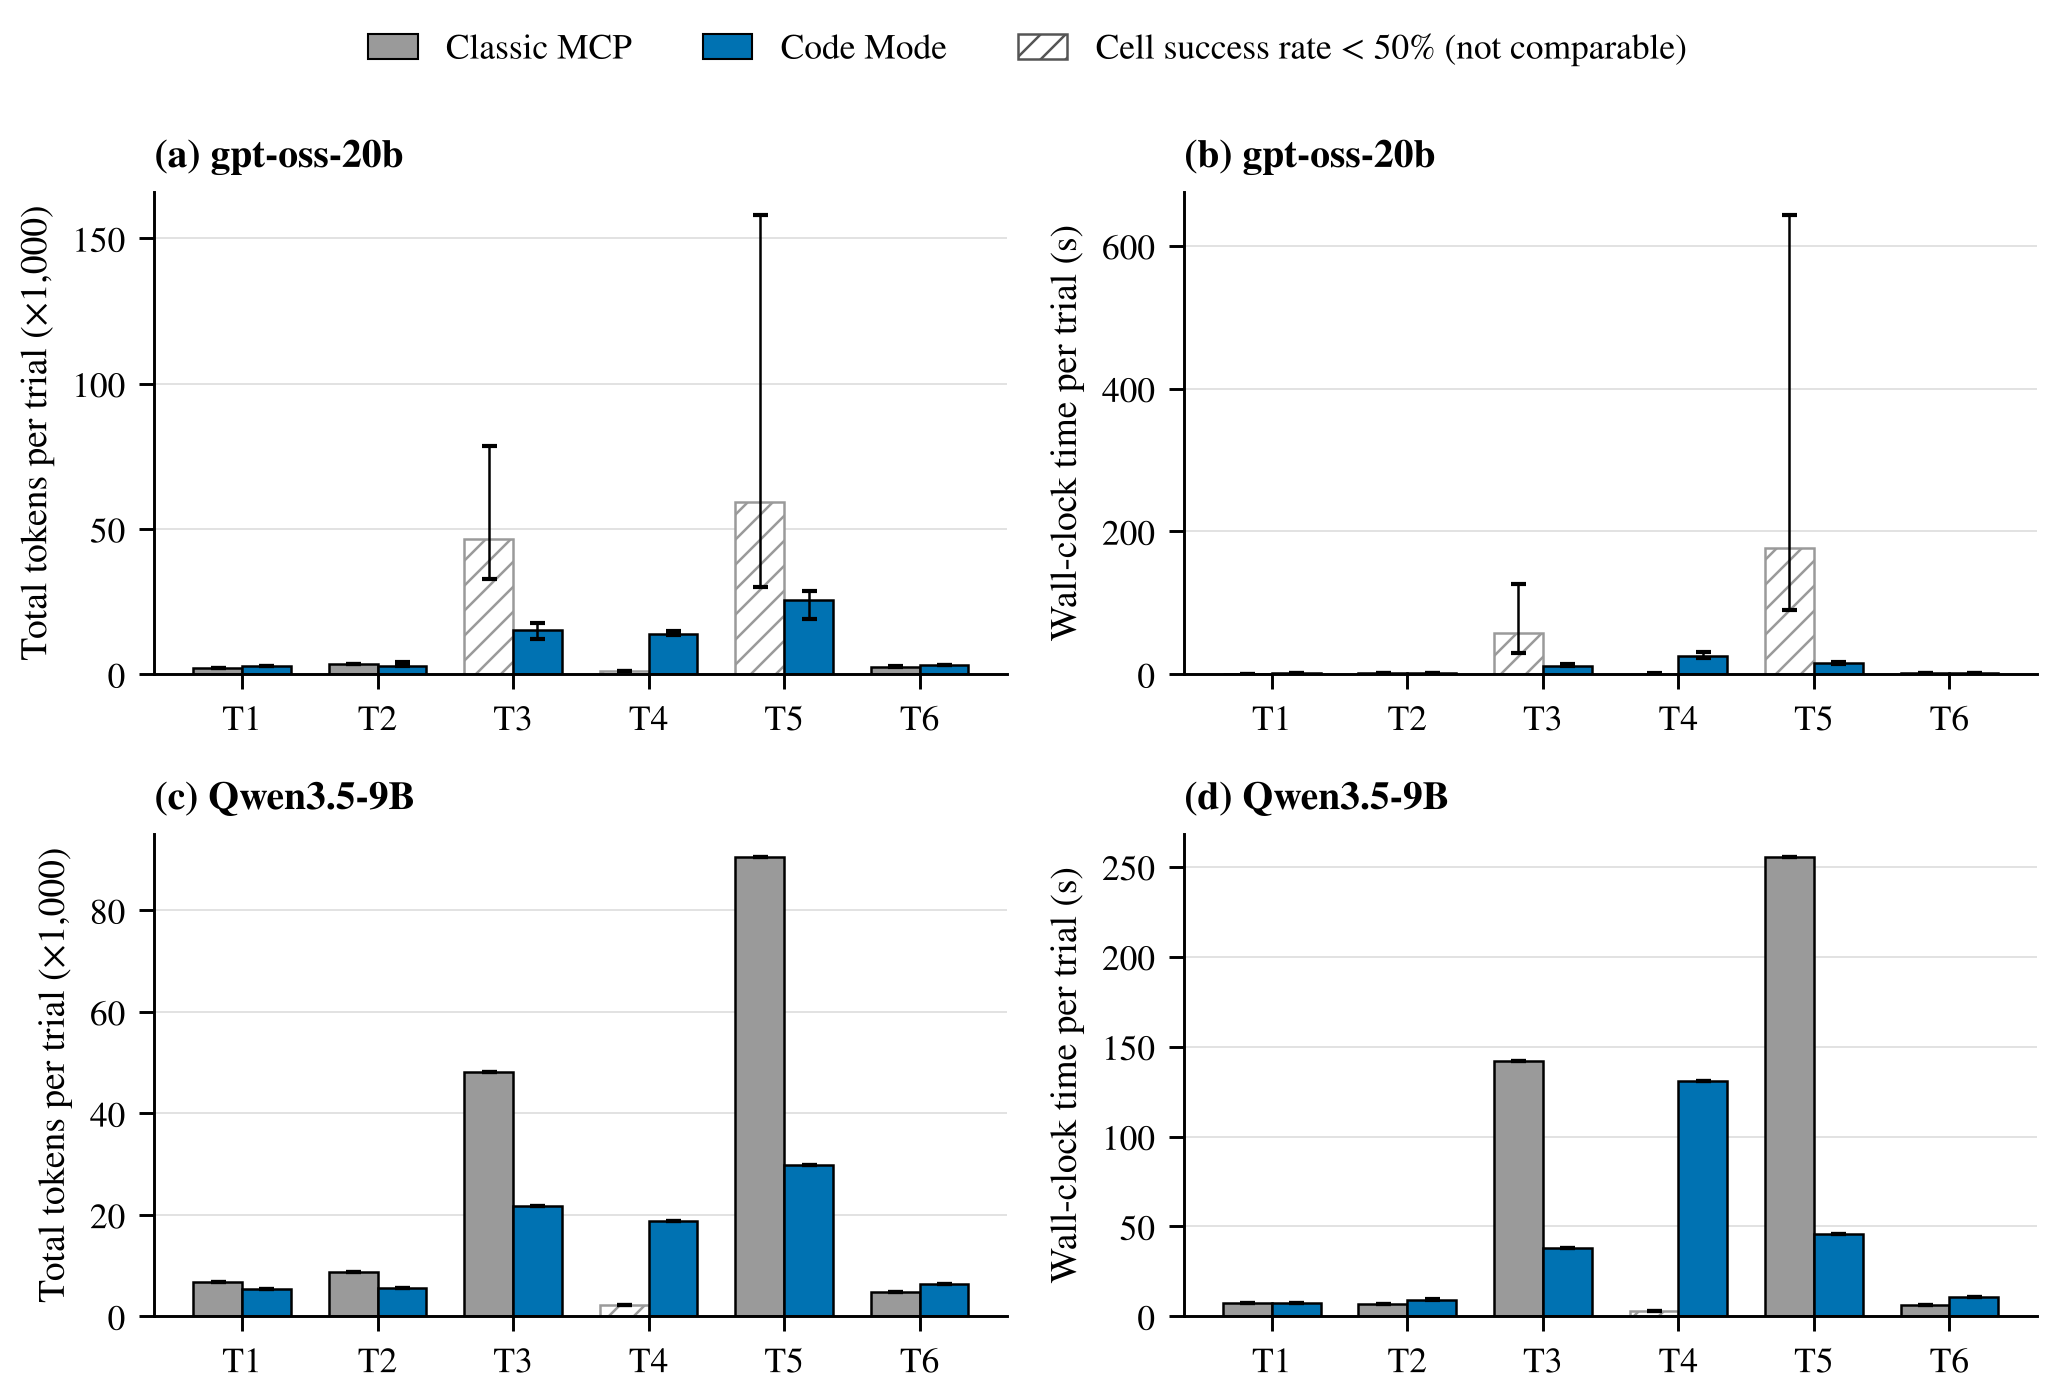 Classic MCP
Code Mode
Cell success rate < 50% (not comparable)
(a) gpt-oss-20b
Total tokens per trial (×1,000)
150
100
50
0
T1 T2 T3 T4 T5 T6
(b) gpt-oss-20b
Wall-clock time per trial (s)
600
400
200
0
T1 T2 T3 T4 T5 T6
(c) Qwen3.5-9B
Total tokens per trial (×1,000)
80
60
40
20
0
T1 T2 T3 T4 T5 T6
(d) Qwen3.5-9B
Wall-clock time per trial (s)
250
200
150
100
50
0
T1 T2 T3 T4 T5 T6